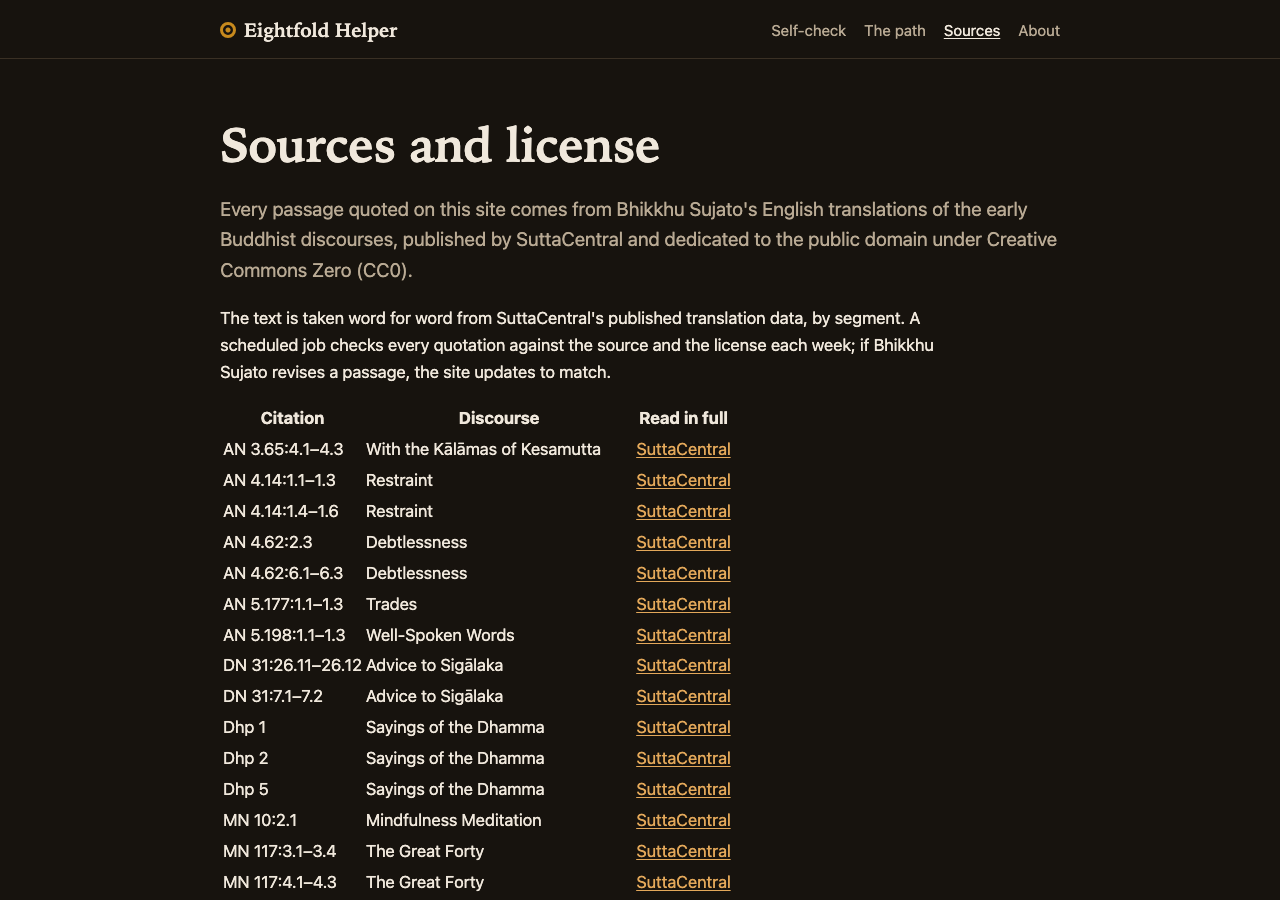 Eightfold Helper
Self-check The path Sources About
Sources and license
Every passage quoted on this site comes from Bhikkhu Sujato's English translations of the early
Buddhist discourses, published by SuttaCentral and dedicated to the public domain under Creative
Commons Zero (CC0).
The text is taken word for word from SuttaCentral's published translation data, by segment. A
scheduled job checks every quotation against the source and the license each week; if Bhikkhu
Sujato revises a passage, the site updates to match.
Citation Discourse Read in full
AN 3.65:4.1–4.3 With the Kālāmas of Kesamutta SuttaCentral
AN 4.14:1.1–1.3 Restraint SuttaCentral
AN 4.14:1.4–1.6 Restraint SuttaCentral
AN 4.62:2.3 Debtlessness SuttaCentral
AN 4.62:6.1–6.3 Debtlessness SuttaCentral
AN 5.177:1.1–1.3 Trades SuttaCentral
AN 5.198:1.1–1.3 Well-Spoken Words SuttaCentral
DN 31:26.11–26.12 Advice to Sigālaka SuttaCentral
DN 31:7.1–7.2 Advice to Sigālaka SuttaCentral
Dhp 1 Sayings of the Dhamma SuttaCentral
Dhp 2 Sayings of the Dhamma SuttaCentral
Dhp 5 Sayings of the Dhamma SuttaCentral
MN 10:2.1 Mindfulness Meditation SuttaCentral
MN 117:3.1–3.4 The Great Forty SuttaCentral
MN 117:4.1–4.3 The Great Forty SuttaCentral